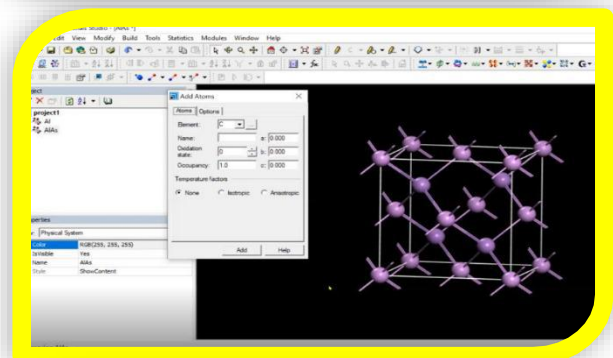 Edit View Modify Build Tools Statistics Modules Window Help
project1
Al
AlAs
Add Atoms
Atoms Options
Element: C
Name: a: 0.000
Oxidation state: 0 b: 0.000
Occupancy: 1.0 c: 0.000
Temperature factors
None Isotropic Anisotropic
Add Help
Physical System
Color RGB(255, 255, 255)
IsVisible Yes
Name AlAs
Style ShowContent